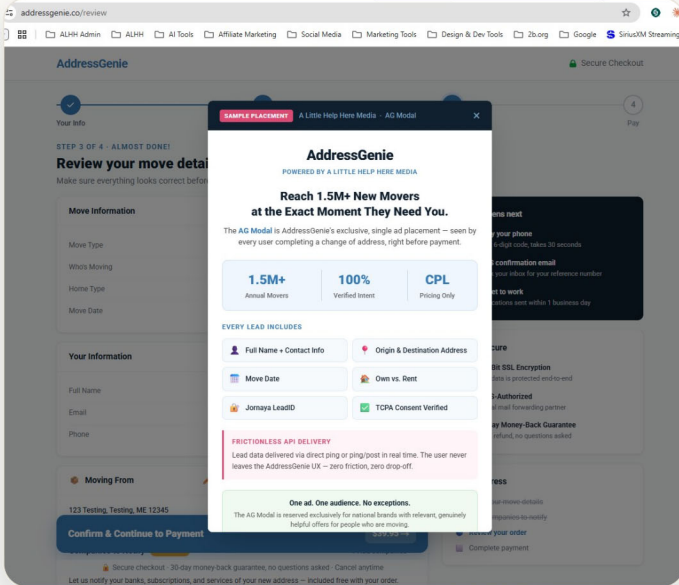 addressgenie.co/review
ALHH Admin
ALHH
AI Tools
Affiliate Marketing
Social Media
Marketing Tools
Design & Dev Tools
2b.org
Google
SiriusXM Streaming
AddressGenie
Secure Checkout
Your Info
4
Pay
STEP 3 OF 4 - ALMOST DONE!
Review your move detai
Make sure everything looks correct before
Move Information
Move Type
Who's Moving
Home Type
Move Date
Your Information
Full Name
Email
Phone
Moving From
123 Testing, Testing, ME 12345
Confirm & Continue to Payment
Secure checkout · 30-day money-back guarantee, no questions asked · Cancel anytime
Let us notify your banks, subscriptions, and services of your new address — included free with your order.
SAMPLE PLACEMENT
A Little Help Here Media · AG Modal
×
AddressGenie
POWERED BY A LITTLE HELP HERE MEDIA
Reach 1.5M+ New Movers
at the Exact Moment They Need You.
The AG Modal is AddressGenie's exclusive, single ad placement — seen by
every user completing a change of address, right before payment.
1.5M+
Annual Movers
100%
Verified Intent
CPL
Pricing Only
EVERY LEAD INCLUDES
Full Name + Contact Info
Origin & Destination Address
Move Date
Own vs. Rent
Jornaya LeadID
TCPA Consent Verified
FRICTIONLESS API DELIVERY
Lead data delivered via direct ping or ping/post in real time. The user never
leaves the AddressGenie UX — zero friction, zero drop-off.
One ad. One audience. No exceptions.
The AG Modal is reserved exclusively for national brands with relevant, genuinely
helpful offers for people who are moving.
ens next
your phone
6-digit code, takes 30 seconds
confirmation email
your inbox for your reference number
et to work
cations sent within 1 business day
cure
Bit SSL Encryption
data is protected end-to-end
-Authorized
al mail forwarding partner
ay Money-Back Guarantee
refund, no questions asked
ress
your order
Complete payment